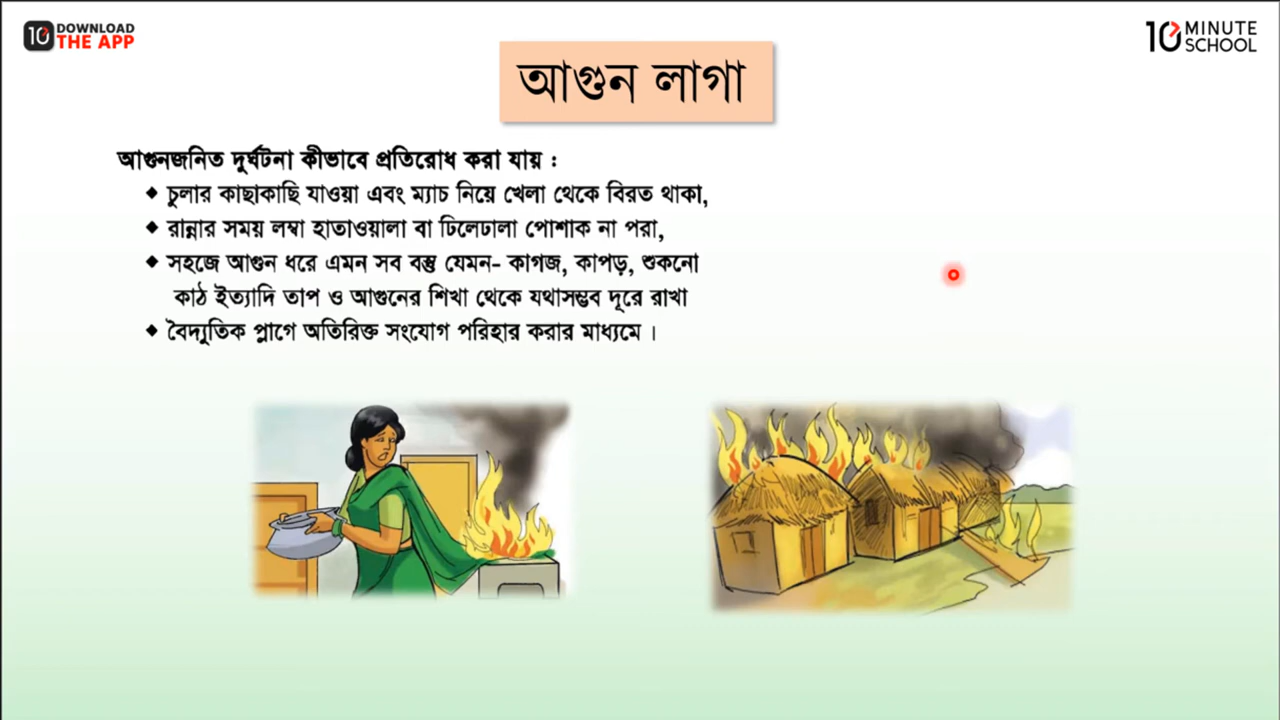 10 DOWNLOAD THE APP
10 MINUTE SCHOOL
আগুন লাগা
আগুনজনিত দুর্ঘটনা কীভাবে প্রতিরোধ করা যায় :
◆ চুলার কাছাকাছি যাওয়া এবং ম্যাচ নিয়ে খেলা থেকে বিরত থাকা,
◆ রান্নার সময় লম্বা হাতাওয়ালা বা ঢিলেঢালা পোশাক না পরা,
◆ সহজে আগুন ধরে এমন সব বস্তু যেমন- কাগজ, কাপড়, শুকনো
কাঠ ইত্যাদি তাপ ও আগুনের শিখা থেকে যথাসম্ভব দূরে রাখা
◆ বৈদ্যুতিক প্লাগে অতিরিক্ত সংযোগ পরিহার করার মাধ্যমে ।